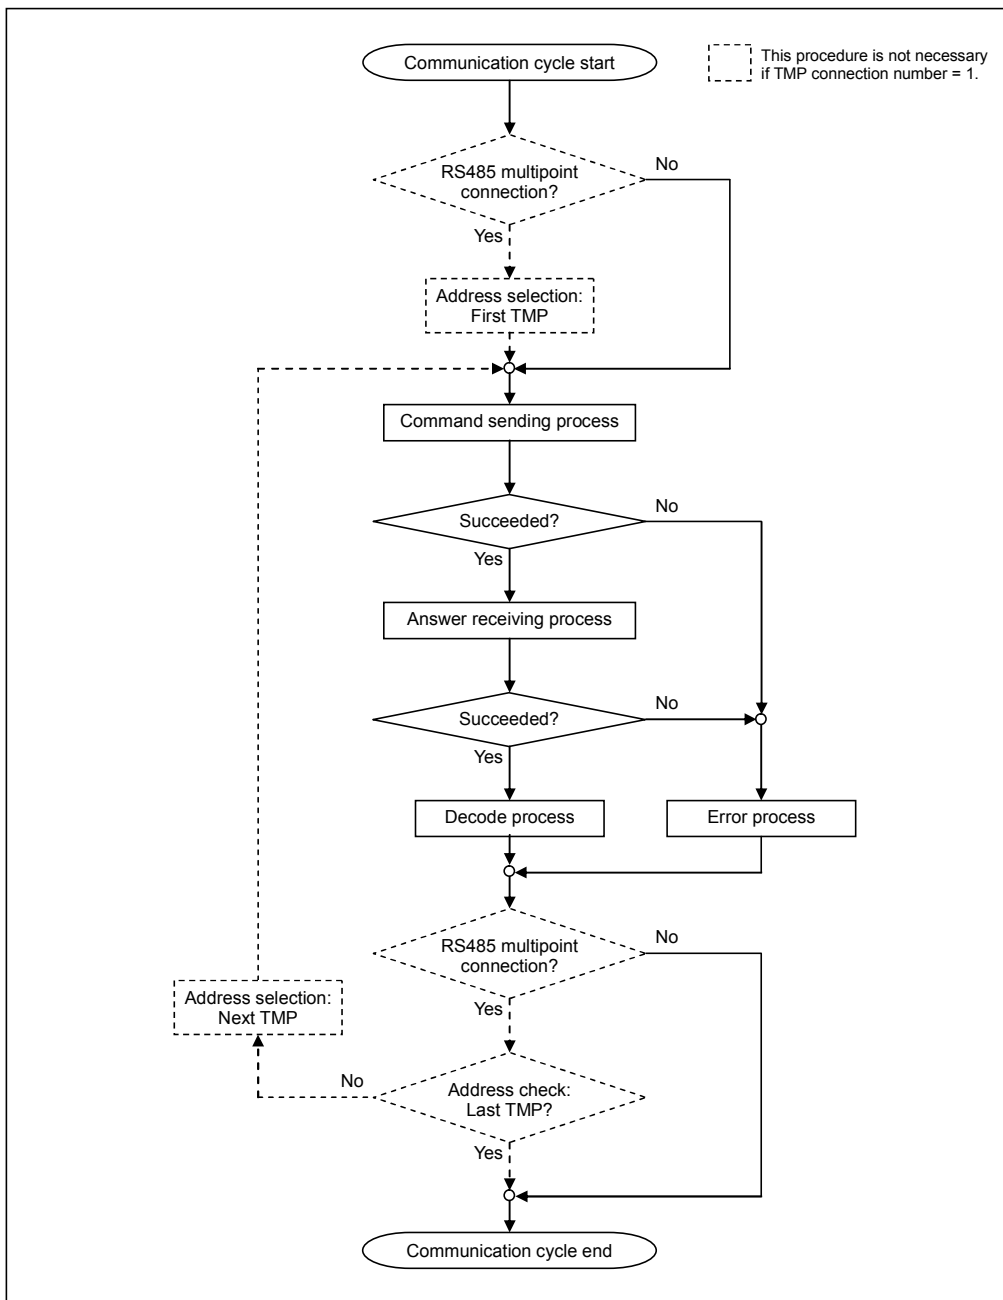 Communication cycle start
This procedure is not necessary
if TMP connection number = 1.
RS485 multipoint
connection?
No
Yes
Address selection:
First TMP
Command sending process
Succeeded?
No
Yes
Answer receiving process
Succeeded?
No
Yes
Decode process
Error process
RS485 multipoint
connection?
No
Yes
Address selection:
Next TMP
No
Address check:
Last TMP?
Yes
Communication cycle end